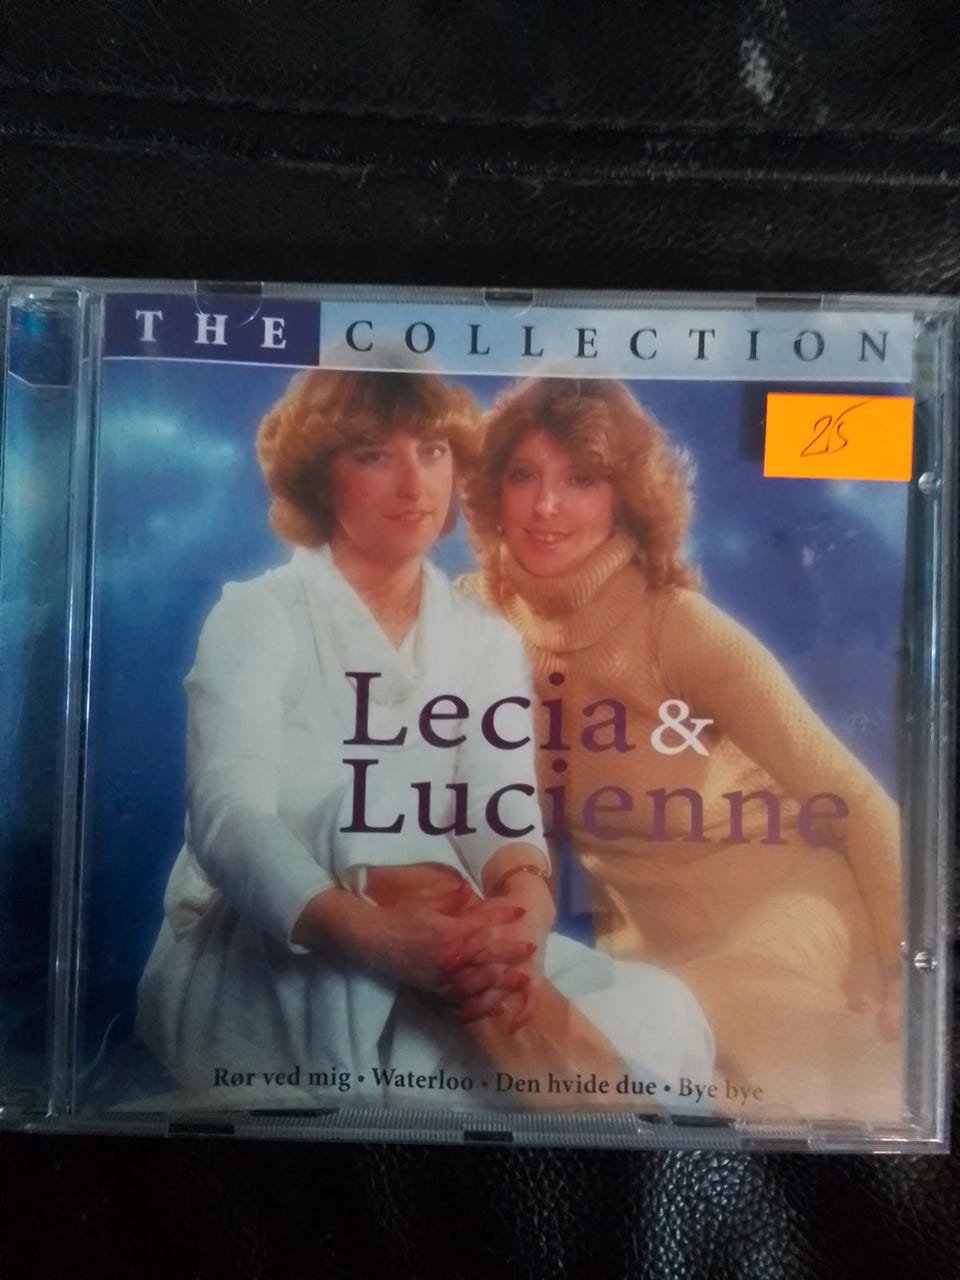 THE COLLECTION
25
Lecia &
Lucienne
Rør ved mig • Waterloo • Den hvide due • Bye bye